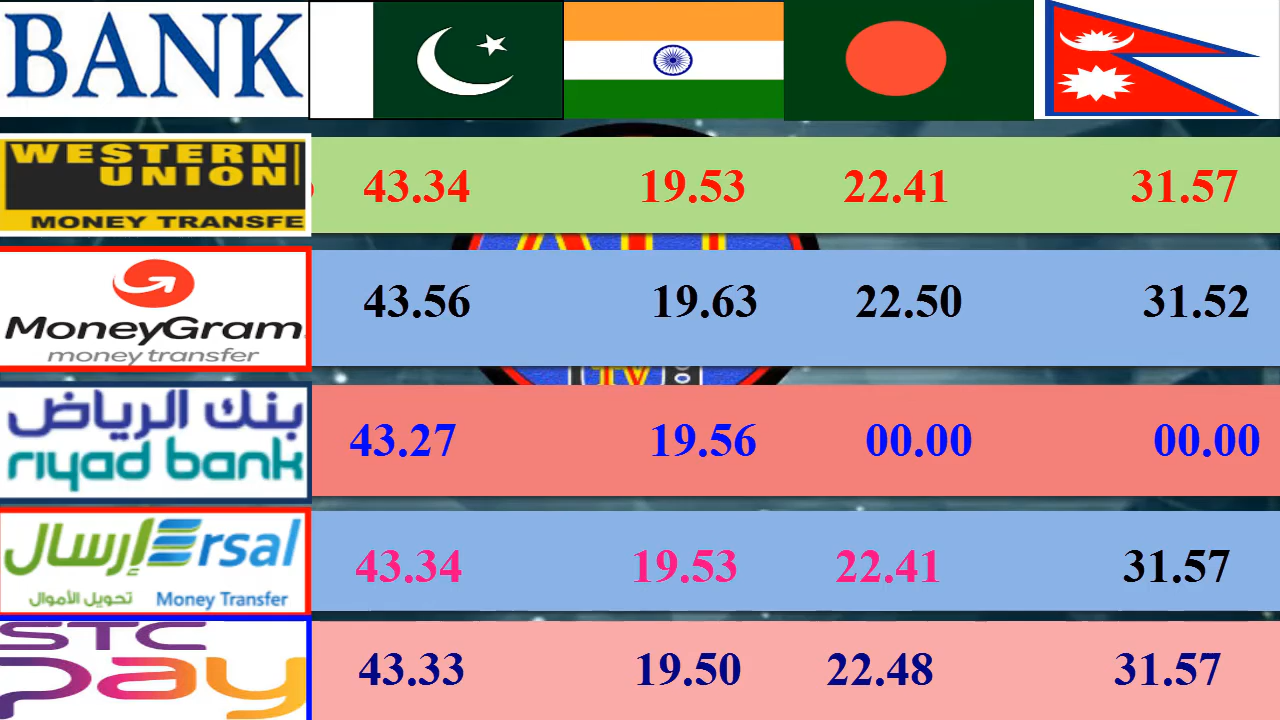 BANK
WESTERN
UNION
MONEY TRANSFE
43.34 19.53 22.41 31.57
MoneyGram
money transfer
43.56 19.63 22.50 31.52
TV
بنك الرياض
riyad bank
43.27 19.56 00.00 00.00
إرسال Ersal
تحويل الأموال Money Transfer
43.34 19.53 22.41 31.57
STC
pay
43.33 19.50 22.48 31.57